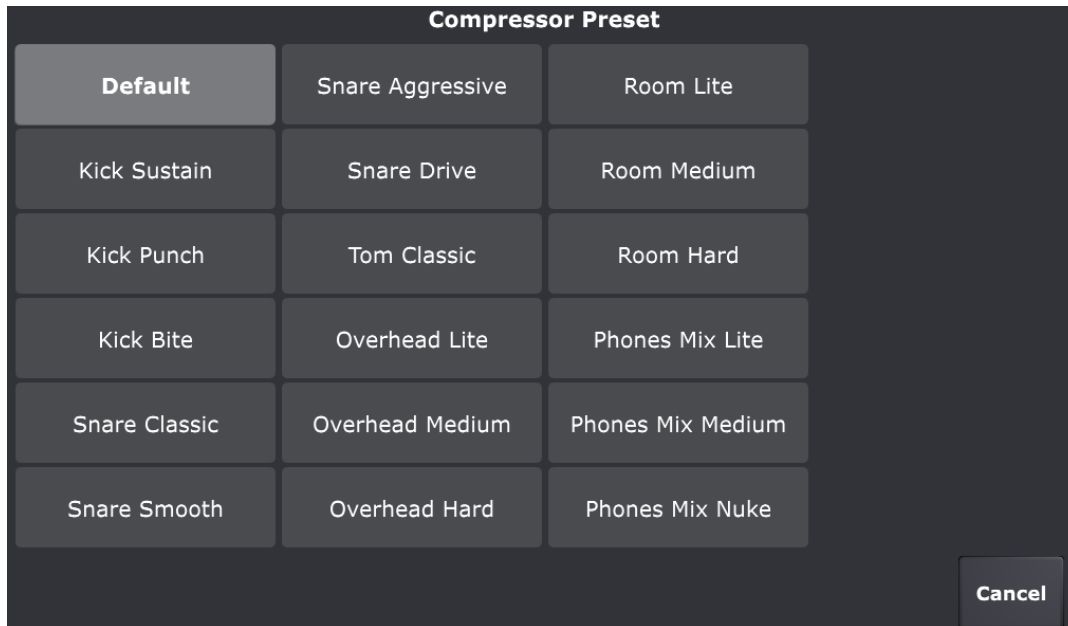 Compressor Preset
Default
Snare Aggressive
Room Lite
Kick Sustain
Snare Drive
Room Medium
Kick Punch
Tom Classic
Room Hard
Kick Bite
Overhead Lite
Phones Mix Lite
Snare Classic
Overhead Medium
Phones Mix Medium
Snare Smooth
Overhead Hard
Phones Mix Nuke
Cancel